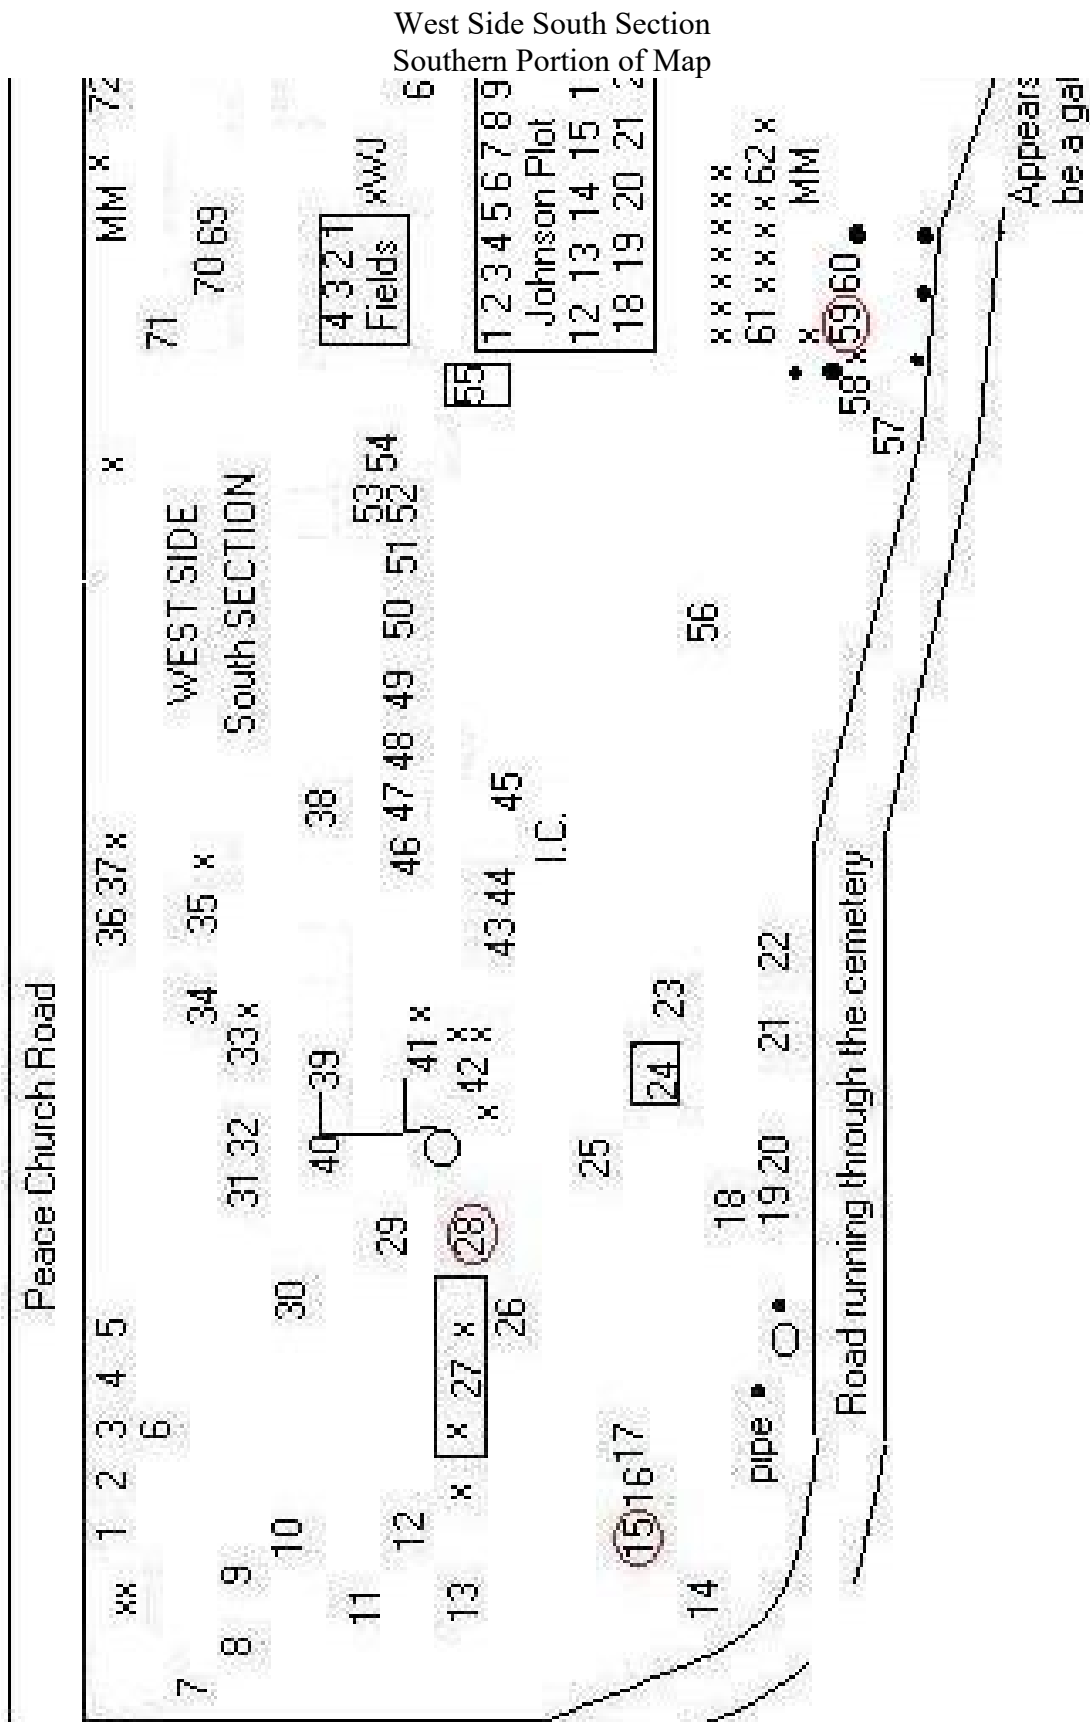 West Side South Section
Southern Portion of Map
Peace Church Road
xx 1 2 3 4 5 36 37 x x MM x 72
6 71
7 34 35 x 70 69
WEST SIDE
8 9 31 32 33 x
South SECTION
10 30
40 39 38
4 3 2 1
Fields
xWJ
11 53
12 29 46 47 48 49 50 51 52 54
41 x 6
13 x x 27 x 28 42 x x x
55
26 43 44 45
I.C.
1 2 3 4 5 6 7 8 9
Johnson Plot
12 13 14 15 1
18 19 20 21
25
15 16 17 24 23
14 18 56
x x x x x x
61 x x x x 62 x
19 20 21 22
pipe
MM
x
58 x 59 60
57
Road running through the cemetery
Appears
be a gal